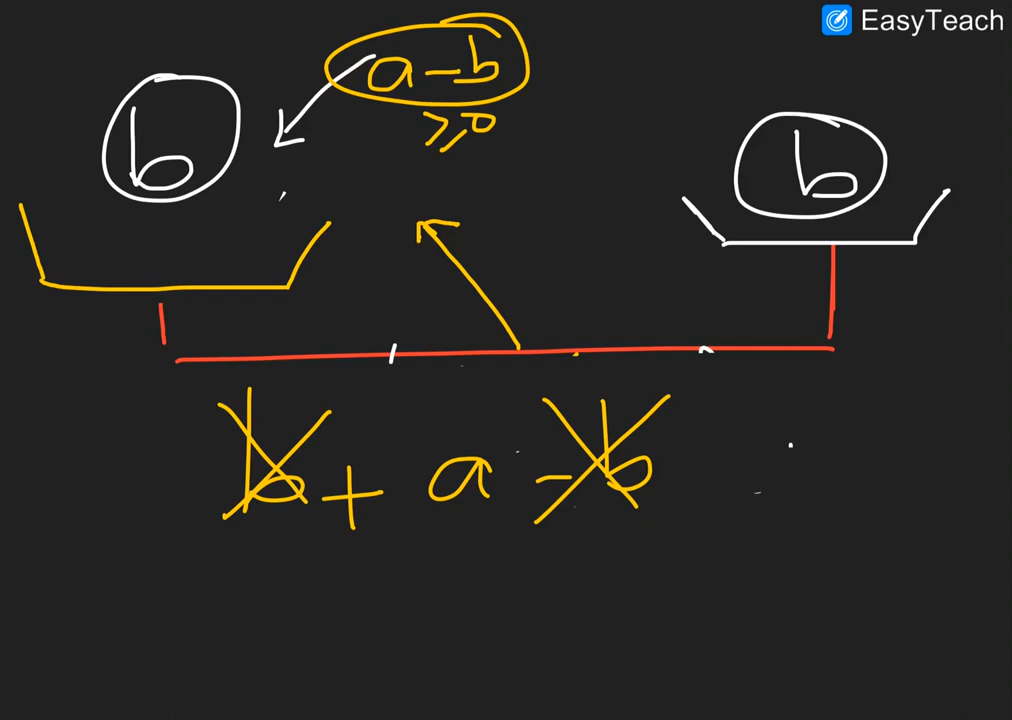 EasyTeach
a - b
≥ 0
b
b
b + a - b